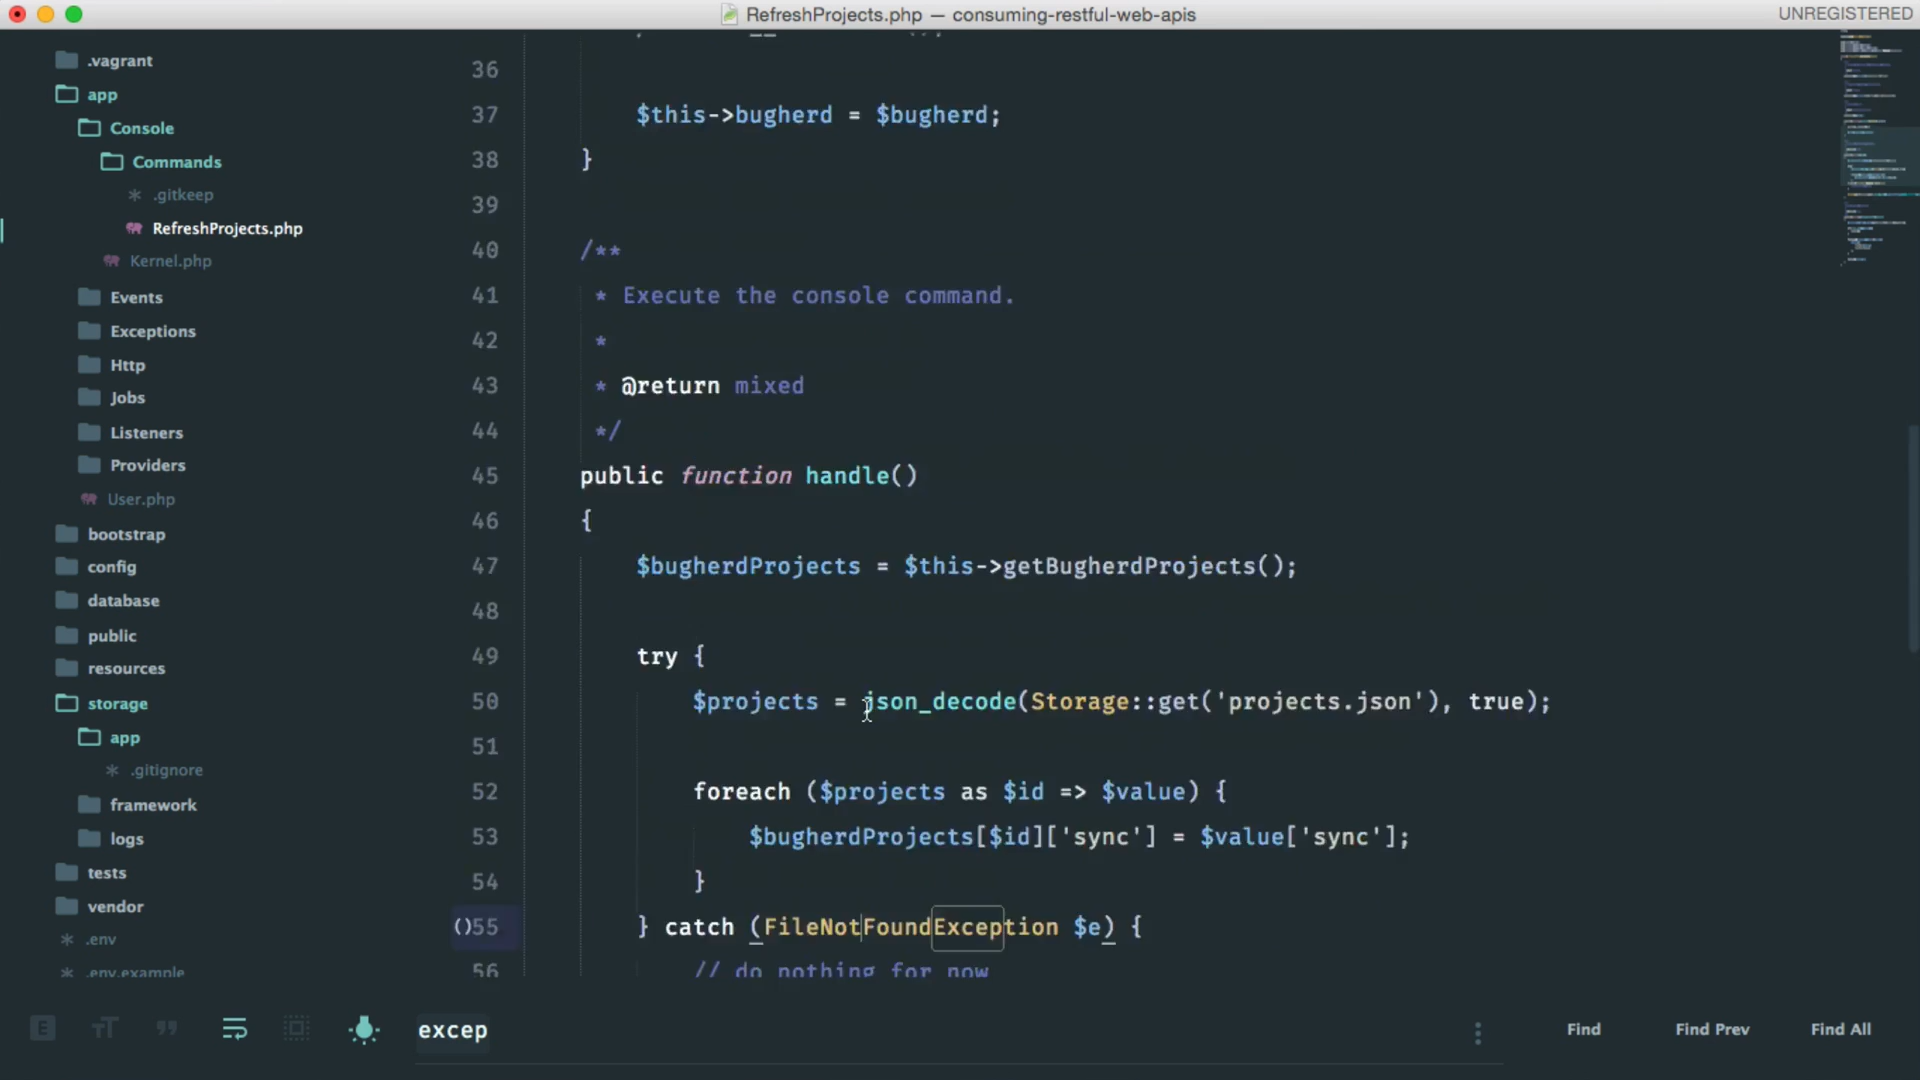 RefreshProjects.php — consuming-restful-web-apis
UNREGISTERED
.vagrant
app
Console
Commands
.gitkeep
RefreshProjects.php
Kernel.php
Events
Exceptions
Http
Jobs
Listeners
Providers
User.php
bootstrap
config
database
public
resources
storage
app
.gitignore
framework
logs
tests
vendor
.env
.env.example
36
37 $this->bugherd = $bugherd;
38 }
39
40 /**
41 * Execute the console command.
42 *
43 * @return mixed
44 */
45 public function handle()
46 {
47 $bugherdProjects = $this->getBugherdProjects();
48
49 try {
50 $projects = json_decode(Storage::get('projects.json'), true);
51
52 foreach ($projects as $id => $value) {
53 $bugherdProjects[$id]['sync'] = $value['sync'];
54 }
()55 } catch (FileNotFoundException $e) {
56 // do nothing for now
excep
Find
Find Prev
Find All